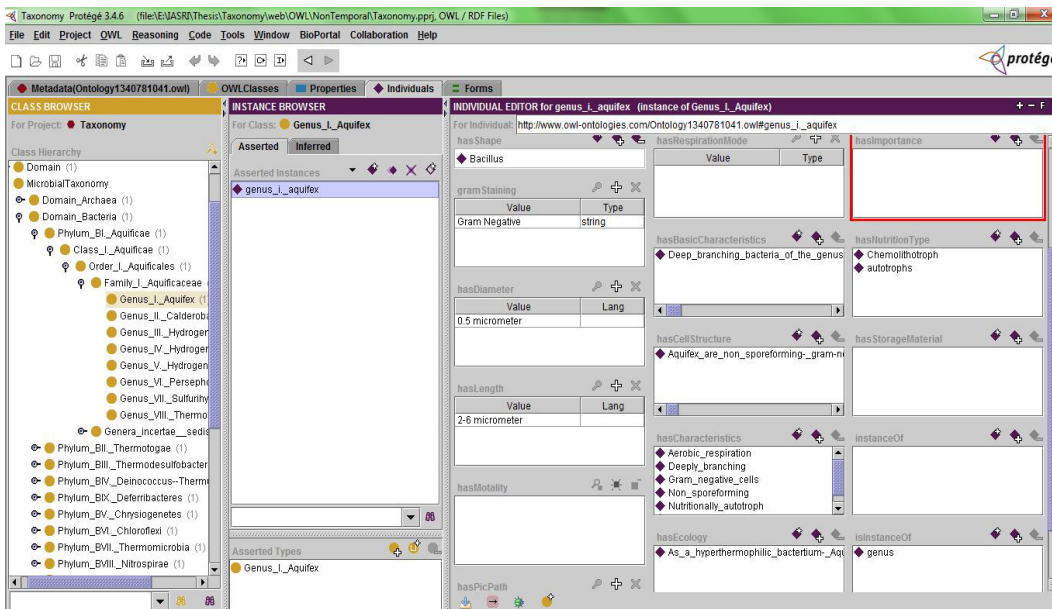 Taxonomy Protégé 3.4.6 (file:\E:\IASRI\Thesis\Taxonomy\web\OWL\NonTemporal\Taxonomy.pprj, OWL / RDF Files)
File Edit Project OWL Reasoning Code Tools Window BioPortal Collaboration Help
protég
Metadata(Ontology1340781041.owl) OWLClasses Properties Individuals Forms
CLASS BROWSER
For Project: Taxonomy
Class Hierarchy
Domain (1)
MicrobialTaxonomy
Domain_Archaea (1)
Domain_Bacteria (1)
Phylum_BI._Aquificae (1)
Class_I._Aquificae (1)
Order_I._Aquificales (1)
Family_I._Aquificaceae
Genus_I._Aquifex (1
Genus_II._Calderoba
Genus_III._Hydroger
Genus_IV._Hydroger
Genus_V._Hydrogen
Genus_VI._Persepho
Genus_VII._Sulfurihy
Genus_VIII._Thermo
Genera_incertae__sedis
Phylum_BII._Thermotogae (1)
Phylum_BIII._Thermodesulfobacter
Phylum_BIV._Deinococcus--Thermu
Phylum_BIX._Deferribacteres (1)
Phylum_BV._Chrysiogenetes (1)
Phylum_BVI._Chloroflexi (1)
Phylum_BVII._Thermomicrobia (1)
Phylum_BVIII._Nitrospirae (1)
INSTANCE BROWSER
For Class: Genus_I._Aquifex
Asserted Inferred
Asserted Instances
genus_i._aquifex
Asserted Types
Genus_I._Aquifex
INDIVIDUAL EDITOR for genus_i._aquifex (instance of Genus_I._Aquifex)
+ - F
For Individual: http://www.owl-ontologies.com/Ontology1340781041.owl#genus_i._aquifex
hasShape
Bacillus
gramStaining
Value Type
Gram Negative string
hasDiameter
Value Lang
0.5 micrometer
hasLength
Value Lang
2-6 micrometer
hasMotality
hasPicPath
hasRespirationMode
Value Type
hasBasicCharacteristics
Deep_branching_bacteria_of_the_genus
hasCellStructure
Aquifex_are_non_sporeforming-_gram-n
hasCharacteristics
Aerobic_respiration
Deeply_branching
Gram_negative_cells
Non_sporeforming
Nutritionally_autotroph
hasEcology
As_a_hyperthermophilic_bactertium-_Aqu
hasImportance
hasNutritionType
Chemolithotroph
autotrophs
hasStorageMaterial
instanceOf
isInstanceOf
genus